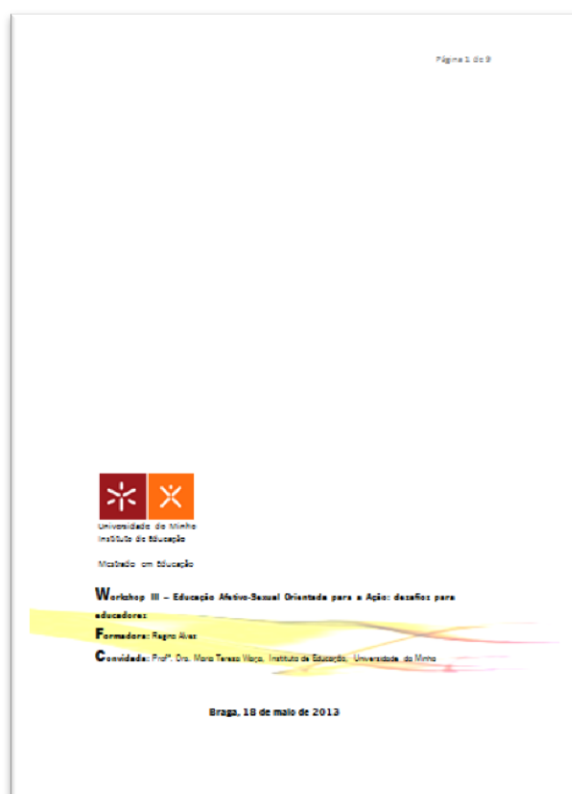 Página 1 de 9
Universidade do Minho
Instituto de Educação
Mestrado em Educação
Workshop III – Educação Afetivo-Sexual Orientada para a Ação: desafios para
educadores
Formadora: Regina Alves
Convidada: Profª. Dra. Maria Teresa Instituto de Educação, Universidade do Minho
Braga, 18 de maio de 2013